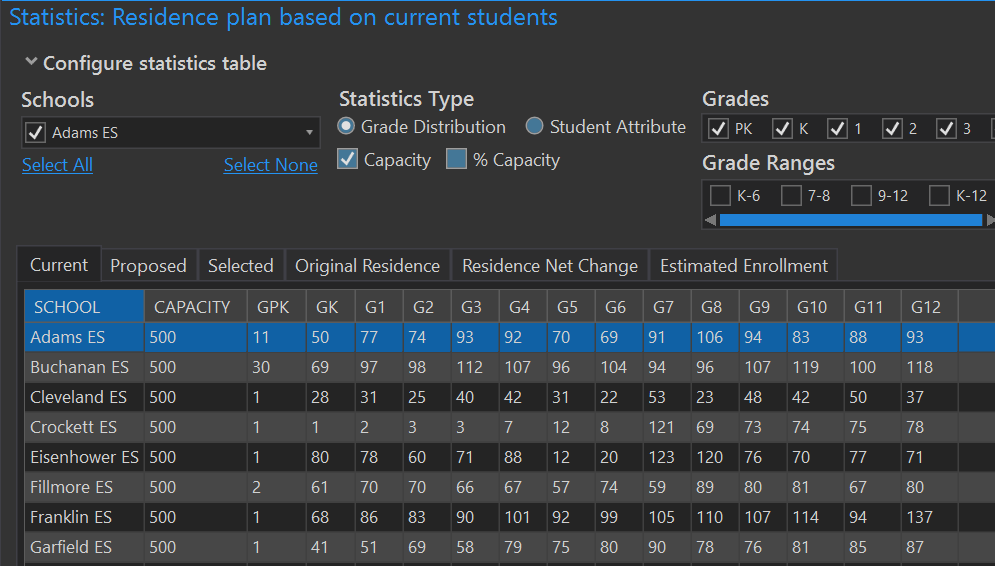 Statistics: Residence plan based on current students
Configure statistics table
Schools
Adams ES
Select All Select None
Statistics Type
Grade Distribution Student Attribute
Capacity % Capacity
Grades
PK K 1 2 3
Grade Ranges
K-6 7-8 9-12 K-12
Current Proposed Selected Original Residence Residence Net Change Estimated Enrollment
SCHOOL CAPACITY GPK GK G1 G2 G3 G4 G5 G6 G7 G8 G9 G10 G11 G12
Adams ES 500 11 50 77 74 93 92 70 69 91 106 94 83 88 93
Buchanan ES 500 30 69 97 98 112 107 96 104 94 96 107 119 100 118
Cleveland ES 500 1 28 31 25 40 42 31 22 53 23 48 42 50 37
Crockett ES 500 1 1 2 3 3 7 12 8 121 69 73 74 75 78
Eisenhower ES 500 1 80 78 60 71 88 12 20 123 120 76 70 77 71
Fillmore ES 500 2 61 70 70 66 67 57 74 59 89 80 81 67 80
Franklin ES 500 1 68 86 83 90 101 92 99 105 110 107 114 94 137
Garfield ES 500 1 41 51 69 58 79 75 80 90 78 76 81 85 87